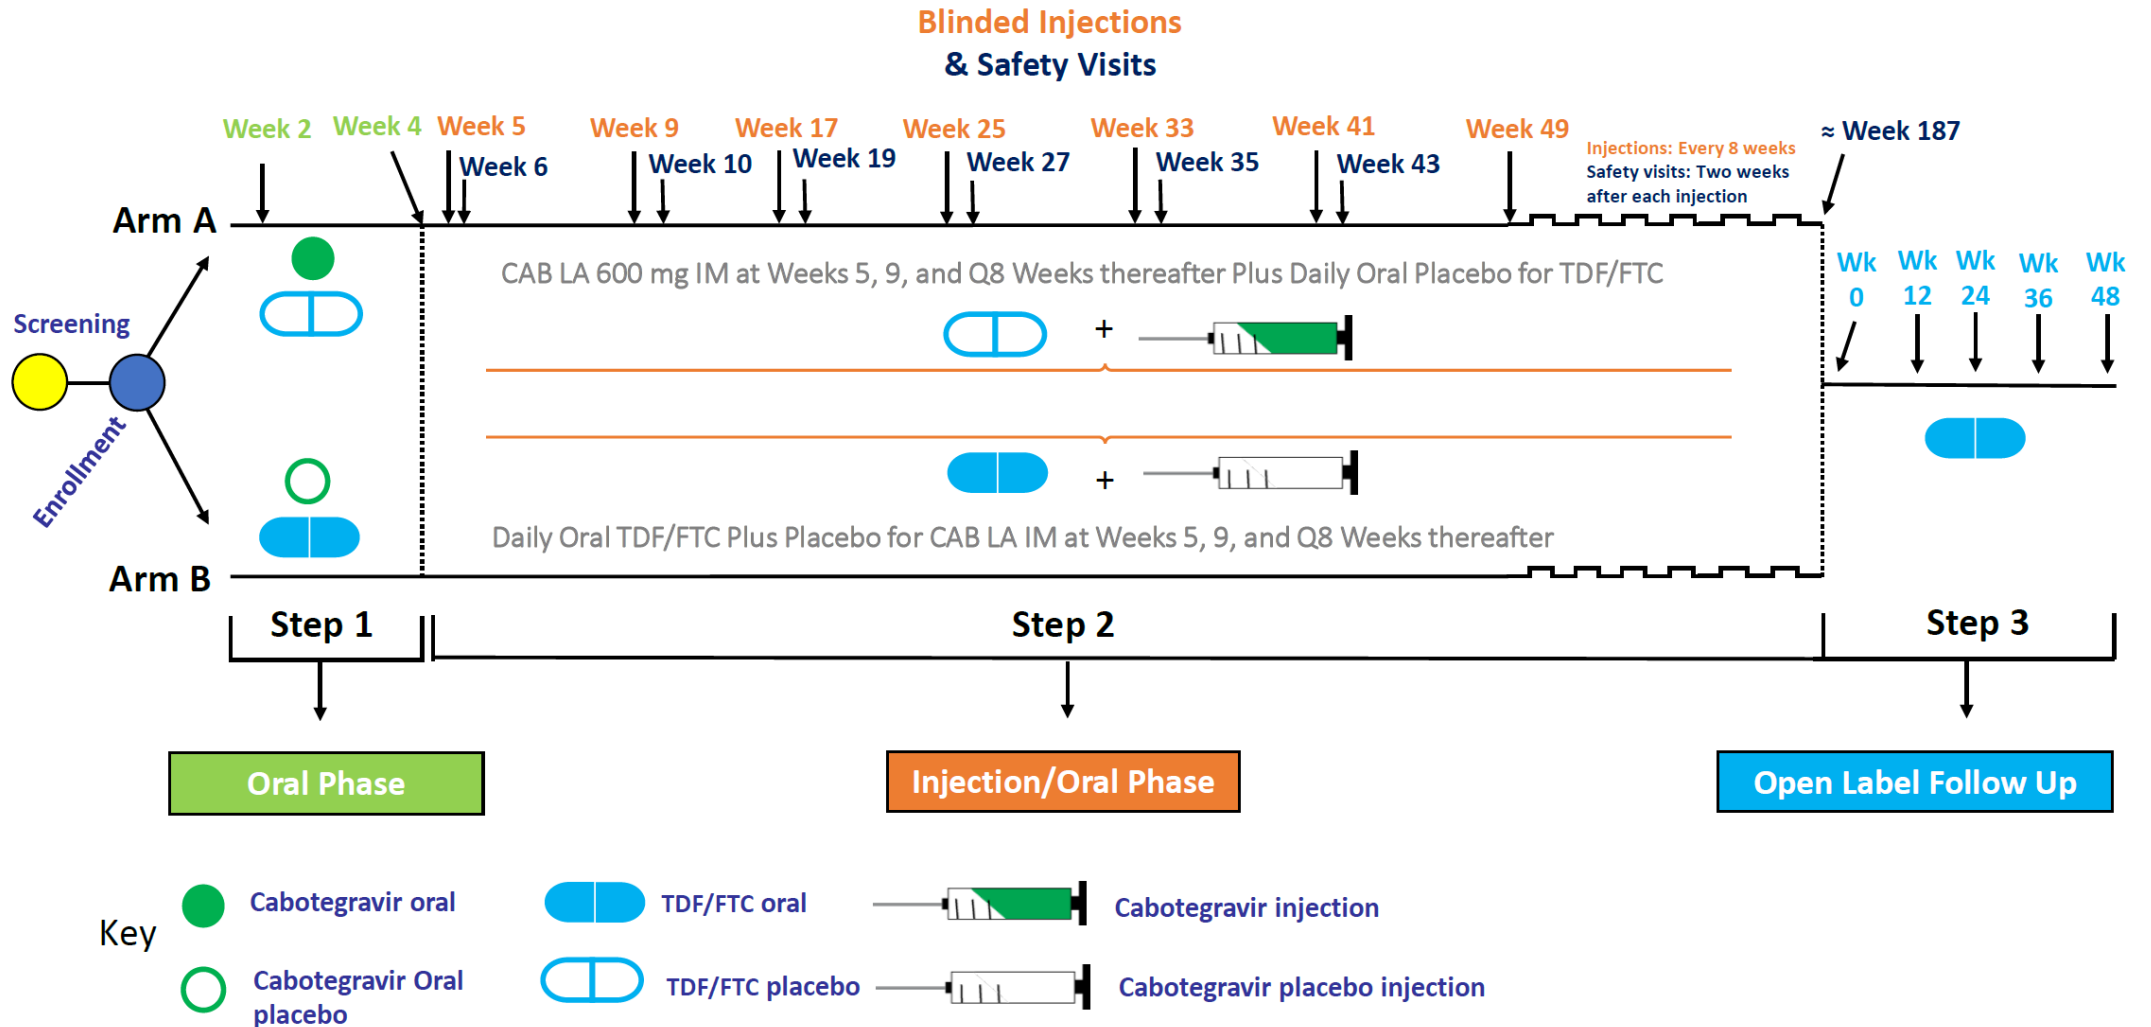 Blinded Injections
& Safety Visits
Week 2
Week 4
Week 5
Week 6
Week 9
Week 10
Week 17
Week 19
Week 25
Week 27
Week 33
Week 35
Week 41
Week 43
Week 49
Injections: Every 8 weeks
Safety visits: Two weeks
after each injection
≈ Week 187
Arm A
CAB LA 600 mg IM at Weeks 5, 9, and Q8 Weeks thereafter Plus Daily Oral Placebo for TDF/FTC
Wk
0
Wk
12
Wk
24
Wk
36
Wk
48
Screening
+
Enrollment
+
Daily Oral TDF/FTC Plus Placebo for CAB LA IM at Weeks 5, 9, and Q8 Weeks thereafter
Arm B
Step 1
Step 2
Step 3
Oral Phase
Injection/Oral Phase
Open Label Follow Up
Key
Cabotegravir oral
TDF/FTC oral
Cabotegravir injection
Cabotegravir Oral
placebo
TDF/FTC placebo
Cabotegravir placebo injection